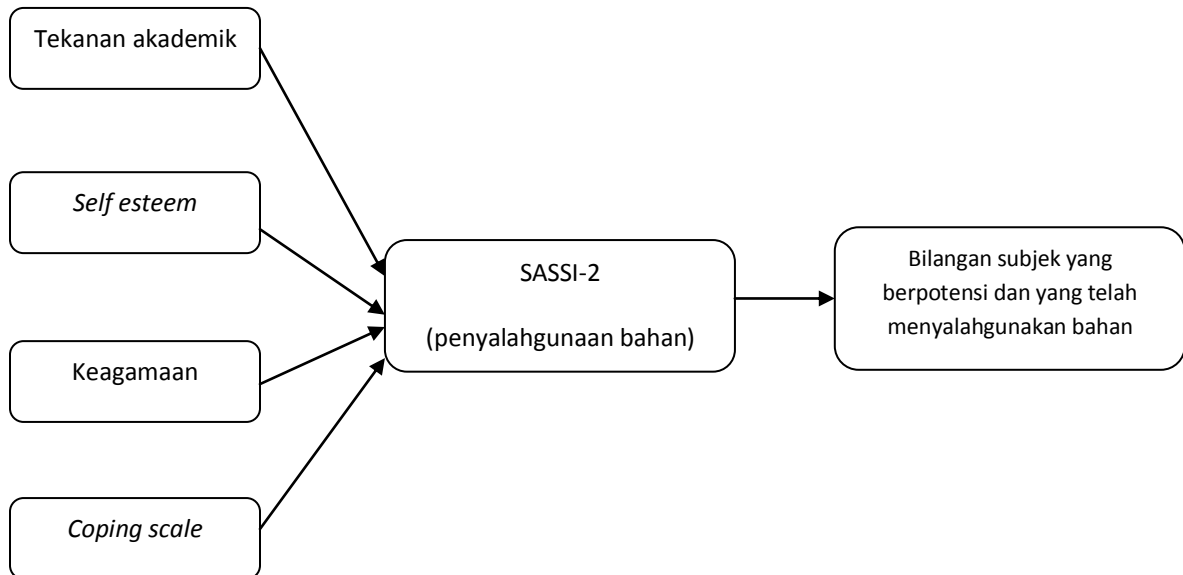 Tekanan akademik
Self esteem
Keagamaan
Coping scale
SASSI-2
(penyalahgunaan bahan)
Bilangan subjek yang
berpotensi dan yang telah
menyalahgunakan bahan